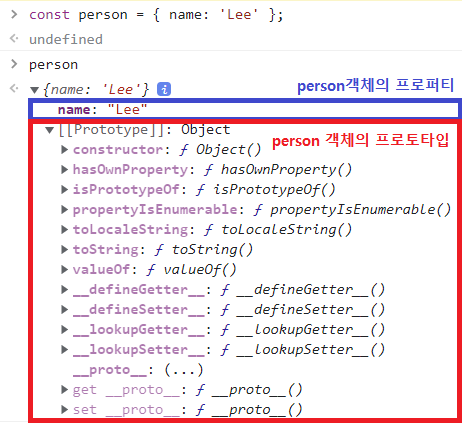 > const person = { name: 'Lee' };
undefined
> person
{name: 'Lee'} i person객체의 프로퍼티
name: "Lee"
[[Prototype]]: Object
person 객체의 프로토타입
constructor: ƒ Object()
hasOwnProperty: ƒ hasOwnProperty()
isPrototypeOf: ƒ isPrototypeOf()
propertyIsEnumerable: ƒ propertyIsEnumerable()
toLocaleString: ƒ toLocaleString()
toString: ƒ toString()
valueOf: ƒ valueOf()
__defineGetter__: ƒ __defineGetter__()
__defineSetter__: ƒ __defineSetter__()
__lookupGetter__: ƒ __lookupGetter__()
__lookupSetter__: ƒ __lookupSetter__()
__proto__: (...)
get __proto__: ƒ __proto__()
set __proto__: ƒ __proto__()